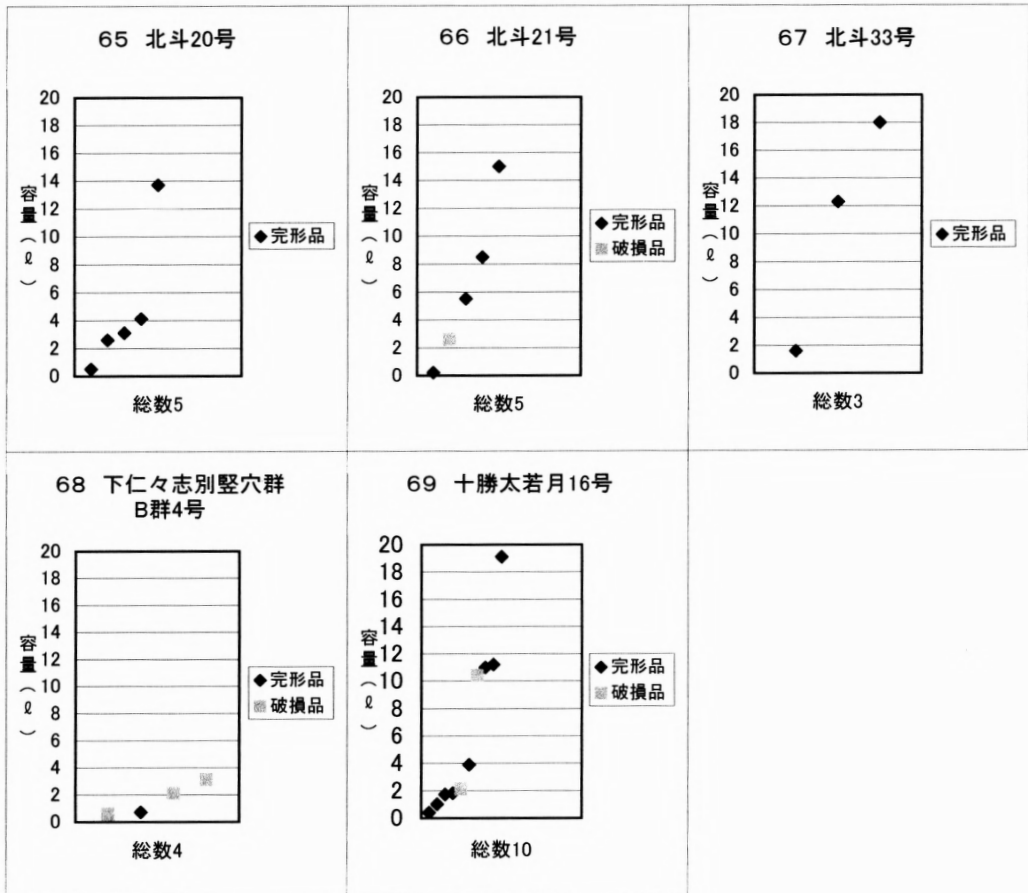 65 北斗20号
20
18
16
14
12
10
8
6
4
2
0
容量(ℓ)
◆完形品
総数5
66 北斗21号
20
18
16
14
12
10
8
6
4
2
0
容量(ℓ)
◆完形品
破損品
総数5
67 北斗33号
20
18
16
14
12
10
8
6
4
2
0
容量(ℓ)
◆完形品
総数3
68 下仁々志別竪穴群
B群4号
20
18
16
14
12
10
8
6
4
2
0
容量(ℓ)
◆完形品
破損品
総数4
69 十勝太若月16号
20
18
16
14
12
10
8
6
4
2
0
容量(ℓ)
◆完形品
破損品
総数10